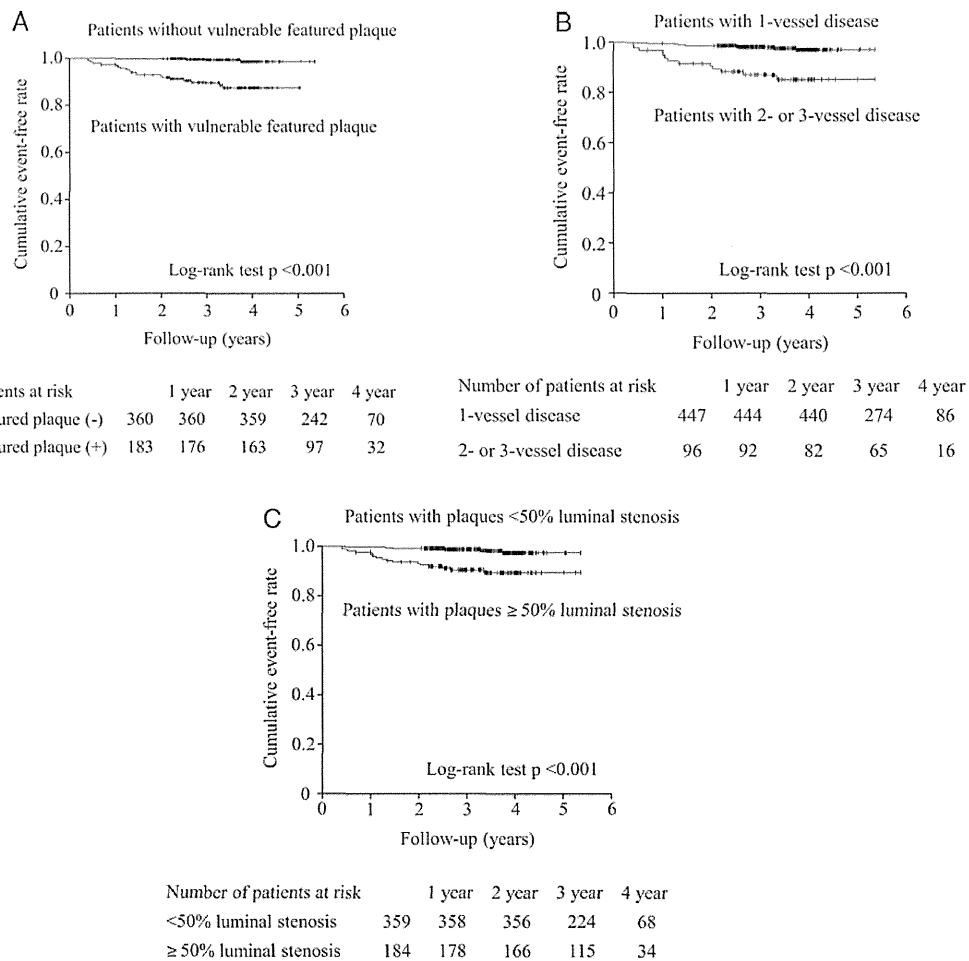 A
Patients without vulnerable featured plaque
1.0
0.8
0.6
0.4
0.2
0
Cumulative event-free rate
Patients with vulnerable featured plaque
Log-rank test p <0.001
0 1 2 3 4 5 6
Follow-up (years)
ents at risk 1 year 2 year 3 year 4 year
ured plaque (-) 360 360 359 242 70
ured plaque (+) 183 176 163 97 32
B
Patients with 1-vessel disease
1.0
0.8
0.6
0.4
0.2
0
Cumulative event-free rate
Patients with 2- or 3-vessel disease
Log-rank test p <0.001
0 1 2 3 4 5 6
Follow-up (years)
Number of patients at risk 1 year 2 year 3 year 4 year
1-vessel disease 447 444 440 274 86
2- or 3-vessel disease 96 92 82 65 16
C
Patients with plaques <50% luminal stenosis
1.0
0.8
0.6
0.4
0.2
0
Cumulative event-free rate
Patients with plaques ≥ 50% luminal stenosis
Log-rank test p <0.001
0 1 2 3 4 5 6
Follow-up (years)
Number of patients at risk 1 year 2 year 3 year 4 year
<50% luminal stenosis 359 358 356 224 68
≥ 50% luminal stenosis 184 178 166 115 34